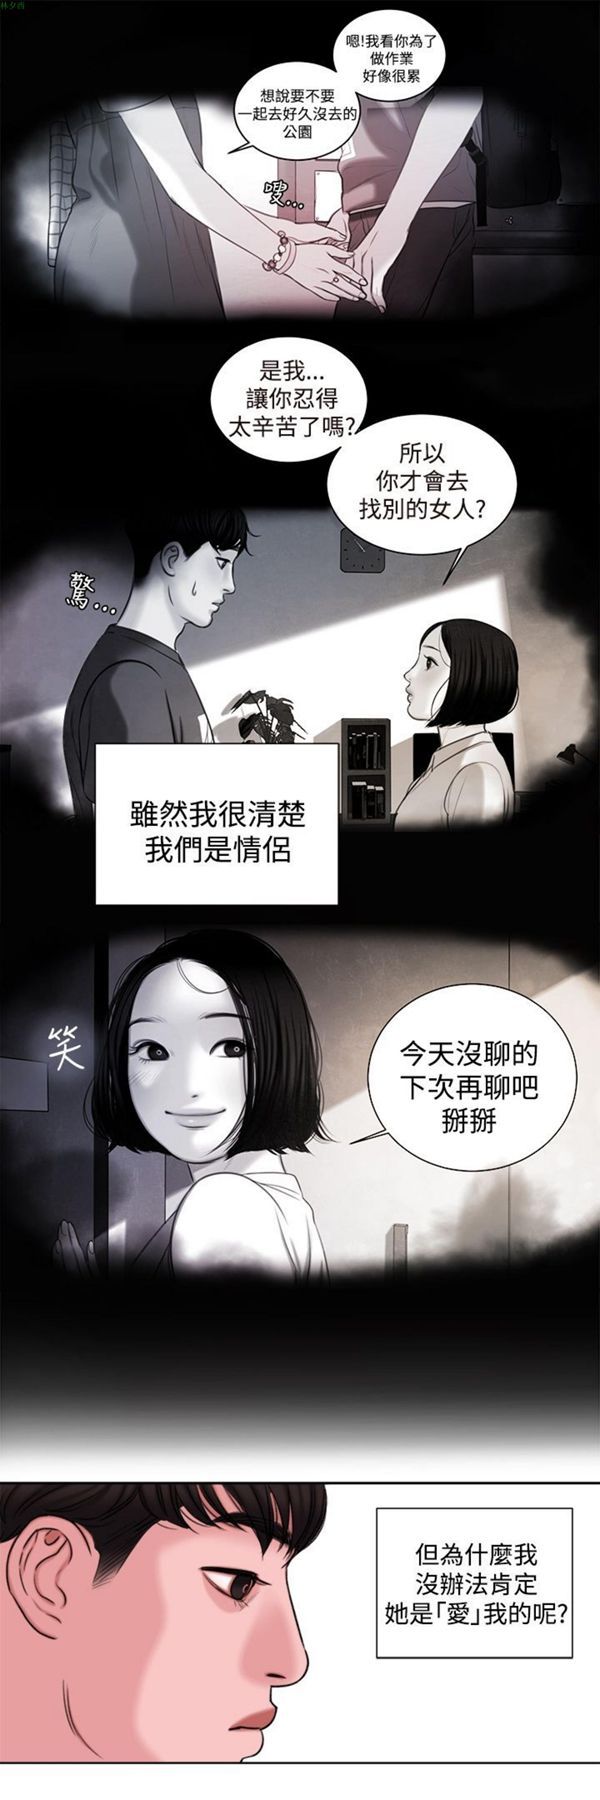 林夕西
嗯!我看你為了
做作業
好像很累
想說要不要
一起去好久沒去的
公園
嗖...
是我...
讓你忍得
太辛苦了嗎?
所以
你才會去
找別的女人?
驚...
雖然我很清楚
我們是情侶
笑
今天沒聊的
下次再聊吧
掰掰
但為什麼我
沒辦法肯定
她是「愛」我的呢?